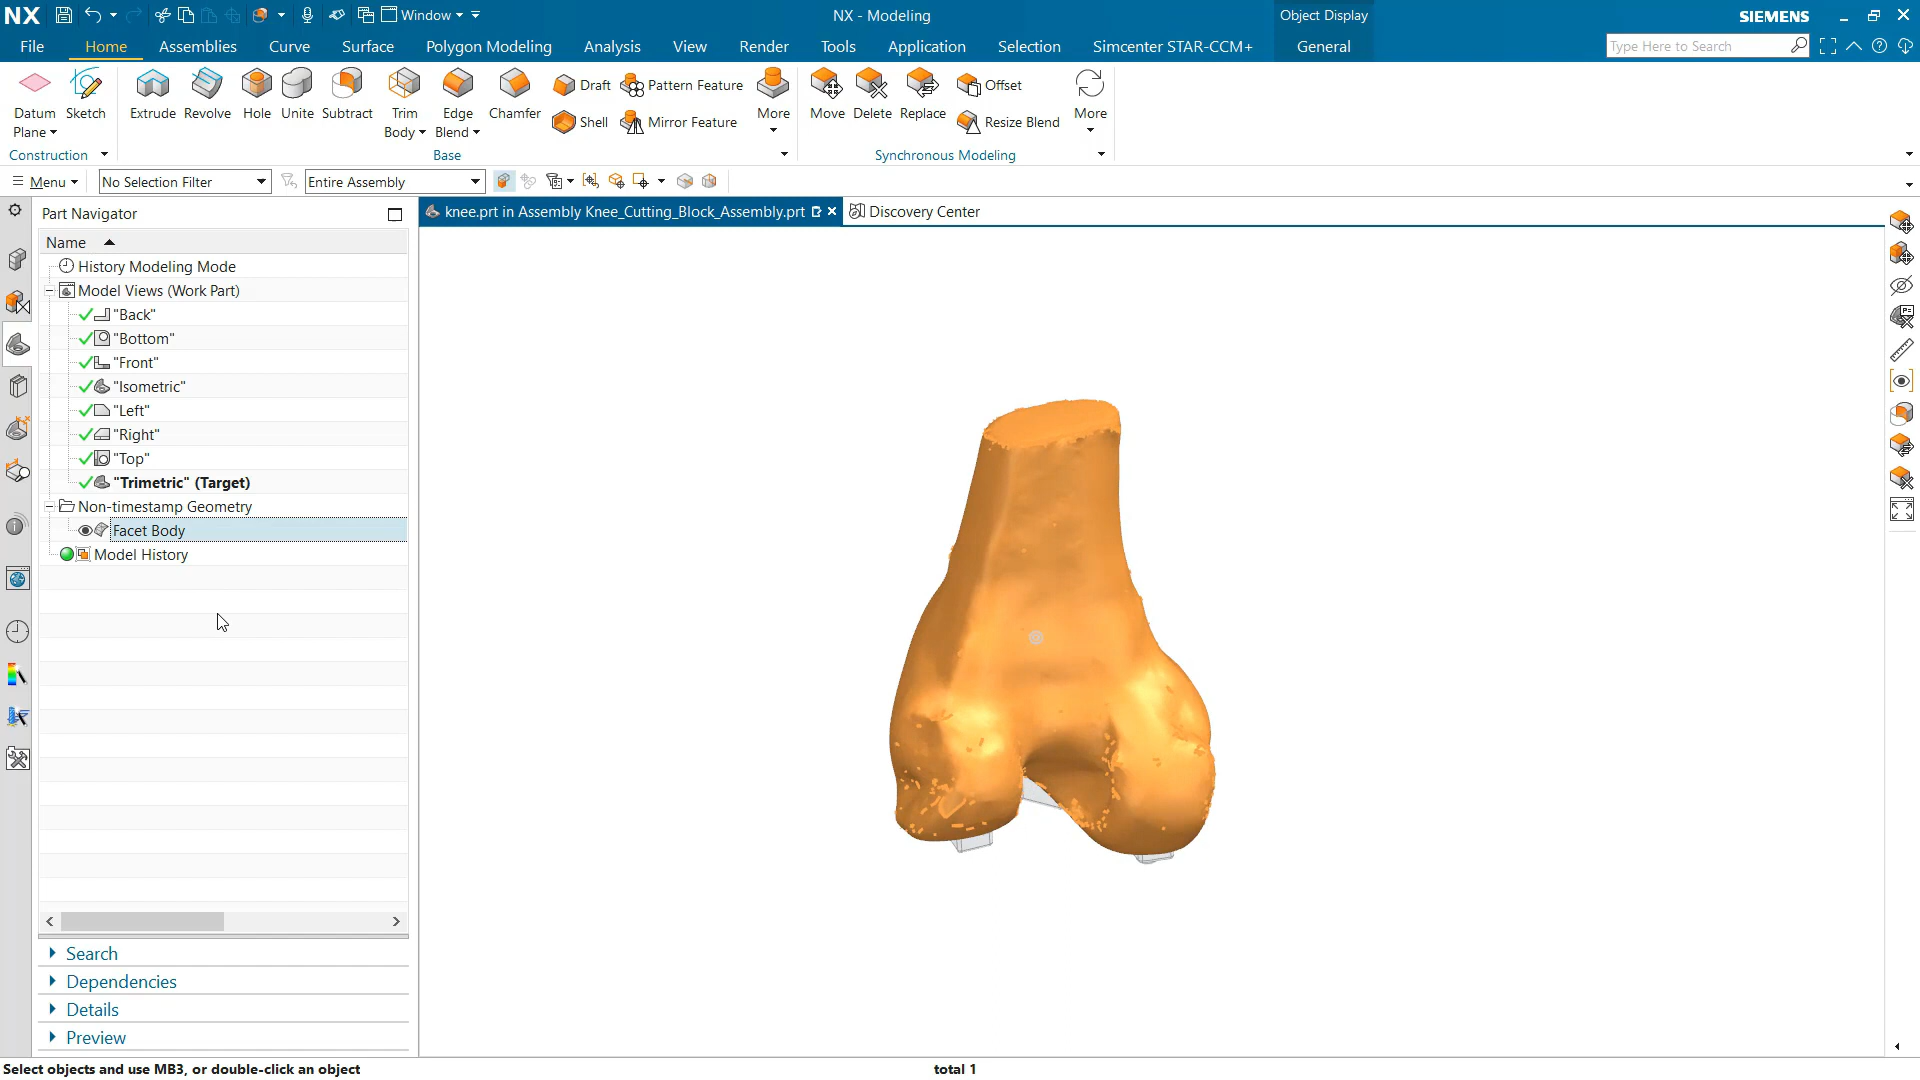 NX
Window
NX - Modeling
Object Display
SIEMENS
File
Home
Assemblies
Curve
Surface
Polygon Modeling
Analysis
View
Render
Tools
Application
Selection
Simcenter STAR-CCM+
General
Type Here to Search
Datum Plane
Sketch
Extrude
Revolve
Hole
Unite
Subtract
Trim Body
Edge Blend
Chamfer
Draft
Shell
Pattern Feature
Mirror Feature
More
Move
Delete
Replace
Offset
Resize Blend
More
Construction
Base
Synchronous Modeling
Menu
No Selection Filter
Entire Assembly
Part Navigator
knee.prt in Assembly Knee_Cutting_Block_Assembly.prt
Discovery Center
Name
History Modeling Mode
Model Views (Work Part)
"Back"
"Bottom"
"Front"
"Isometric"
"Left"
"Right"
"Top"
"Trimetric" (Target)
Non-timestamp Geometry
Facet Body
Model History
Search
Dependencies
Details
Preview
Select objects and use MB3, or double-click an object
total 1